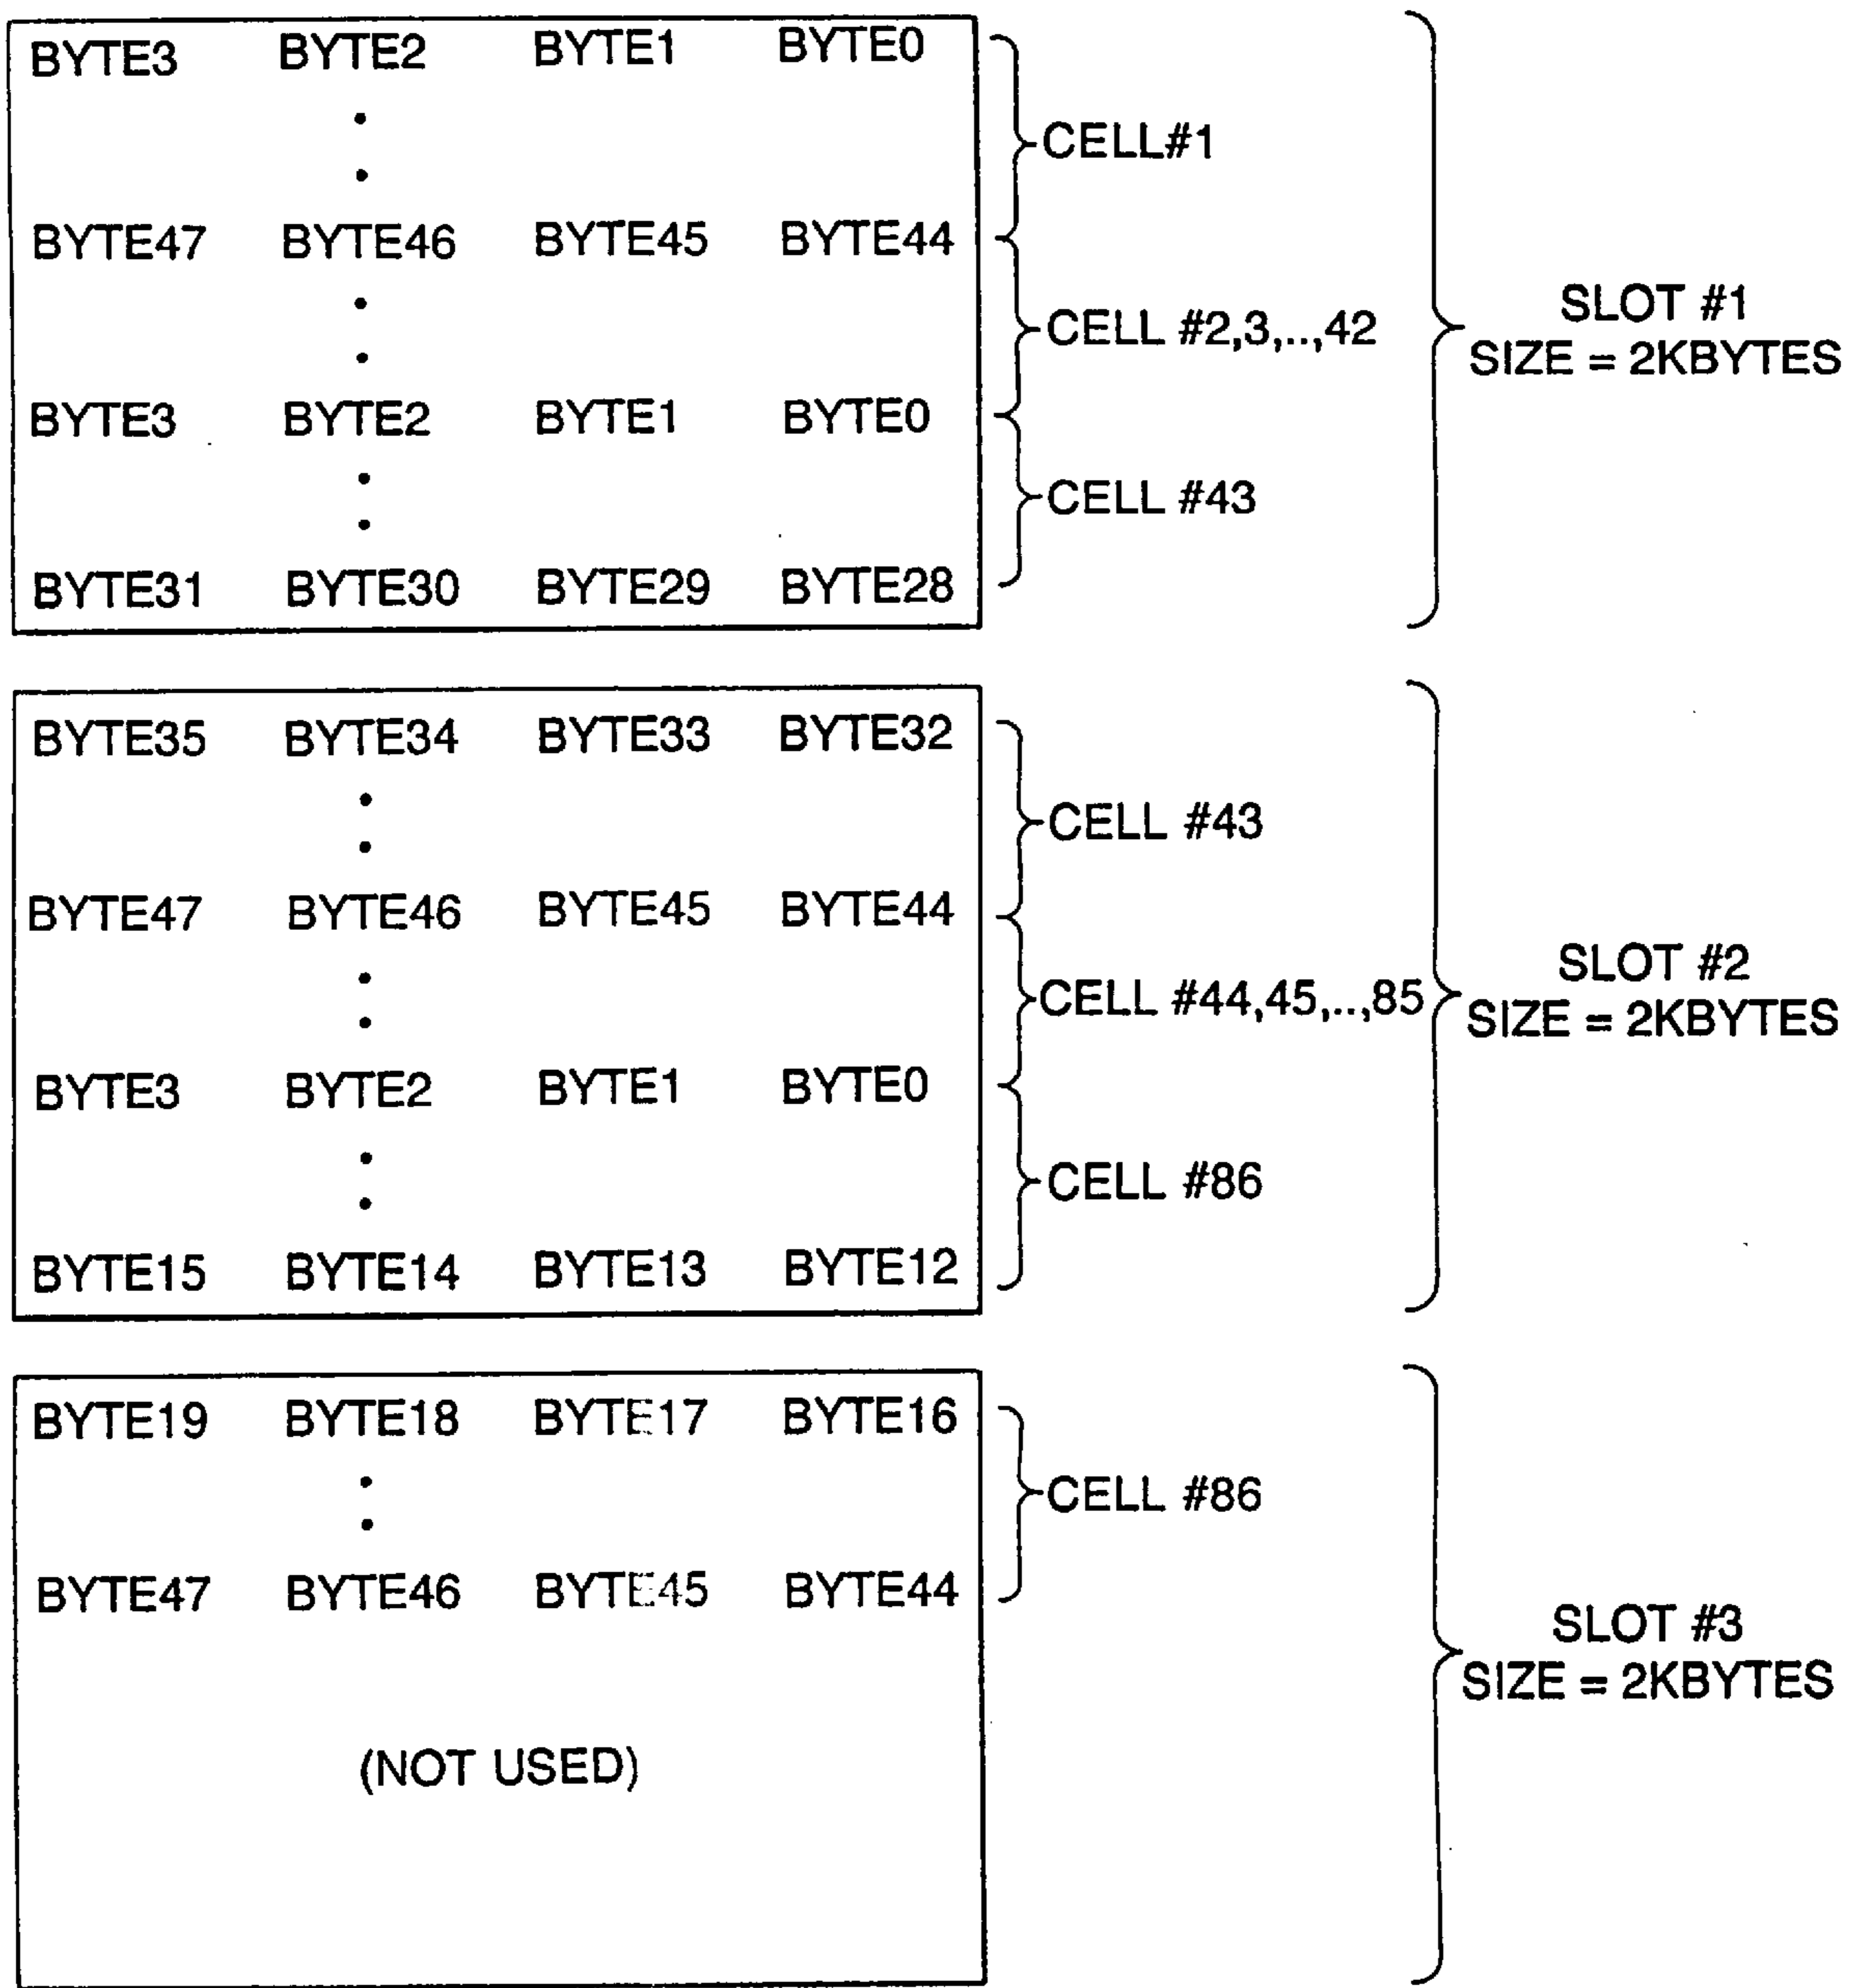 BYTE3 BYTE2 BYTE1 BYTE0
CELL#1
BYTE47 BYTE46 BYTE45 BYTE44
CELL #2,3,..,42
SLOT #1
SIZE = 2KBYTES
BYTE3 BYTE2 BYTE1 BYTE0
CELL #43
BYTE31 BYTE30 BYTE29 BYTE28
BYTE35 BYTE34 BYTE33 BYTE32
CELL #43
BYTE47 BYTE46 BYTE45 BYTE44
CELL #44,45,..,85
SLOT #2
SIZE = 2KBYTES
BYTE3 BYTE2 BYTE1 BYTE0
CELL #86
BYTE15 BYTE14 BYTE13 BYTE12
BYTE19 BYTE18 BYTE17 BYTE16
CELL #86
BYTE47 BYTE46 BYTE45 BYTE44
SLOT #3
SIZE = 2KBYTES
(NOT USED)